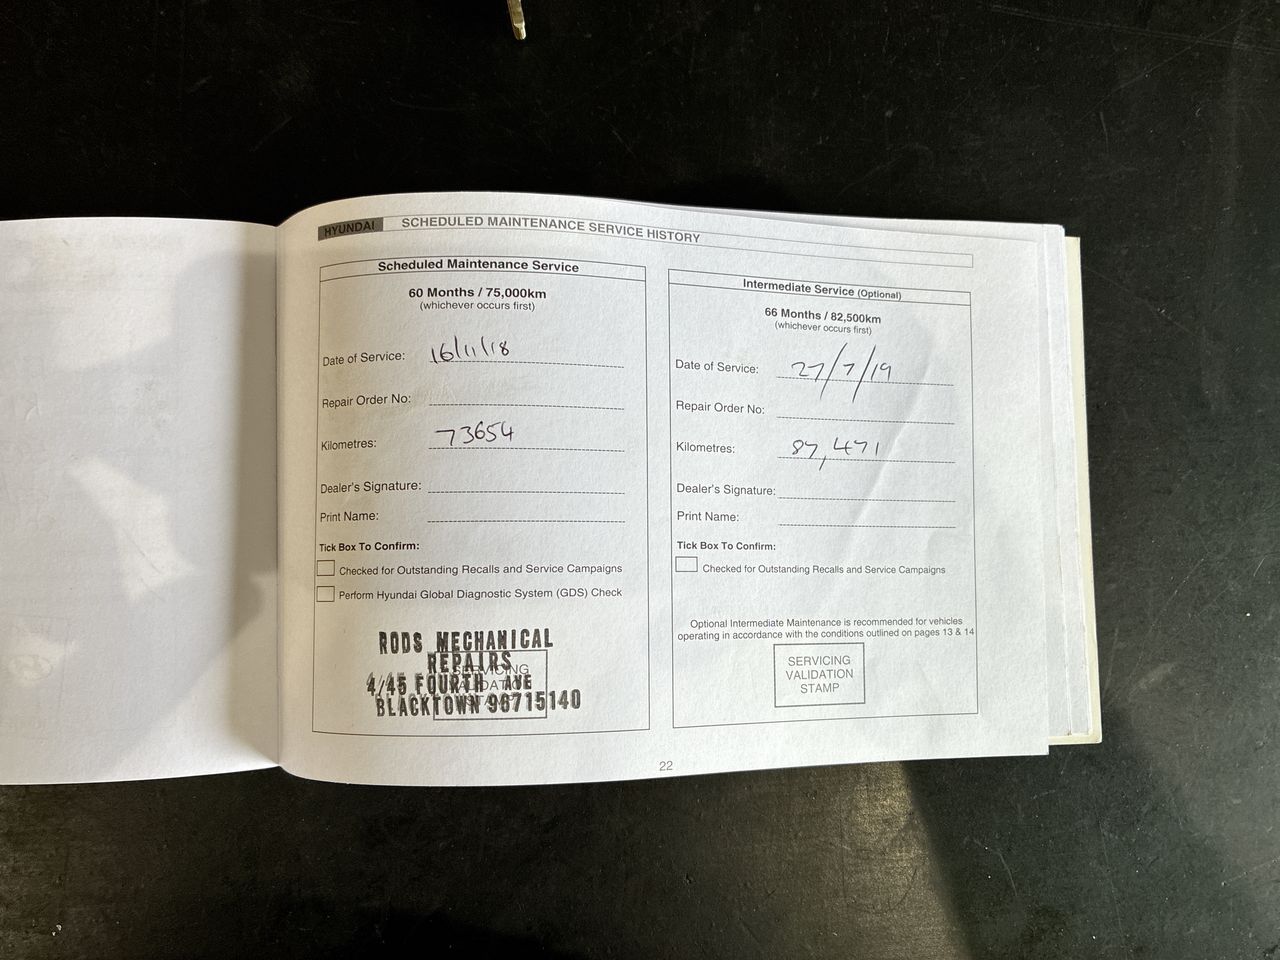 HYUNDAI SCHEDULED MAINTENANCE SERVICE HISTORY
Scheduled Maintenance Service
60 Months / 75,000km
(whichever occurs first)
Date of Service: 16/11/18
Repair Order No:
Kilometres: 73654
Dealer's Signature:
Print Name:
Tick Box To Confirm:
Checked for Outstanding Recalls and Service Campaigns
Perform Hyundai Global Diagnostic System (GDS) Check
RODS MECHANICAL
REPAIRS
4/45 FOURTH AVE
BLACKTOWN 96715140
SERVICING
VALIDATION
Intermediate Service (Optional)
66 Months / 82,500km
(whichever occurs first)
Date of Service: 27/7/19
Repair Order No:
Kilometres: 87,471
Dealer's Signature:
Print Name:
Tick Box To Confirm:
Checked for Outstanding Recalls and Service Campaigns
Optional Intermediate Maintenance is recommended for vehicles
operating in accordance with the conditions outlined on pages 13 & 14
SERVICING
VALIDATION
STAMP
22